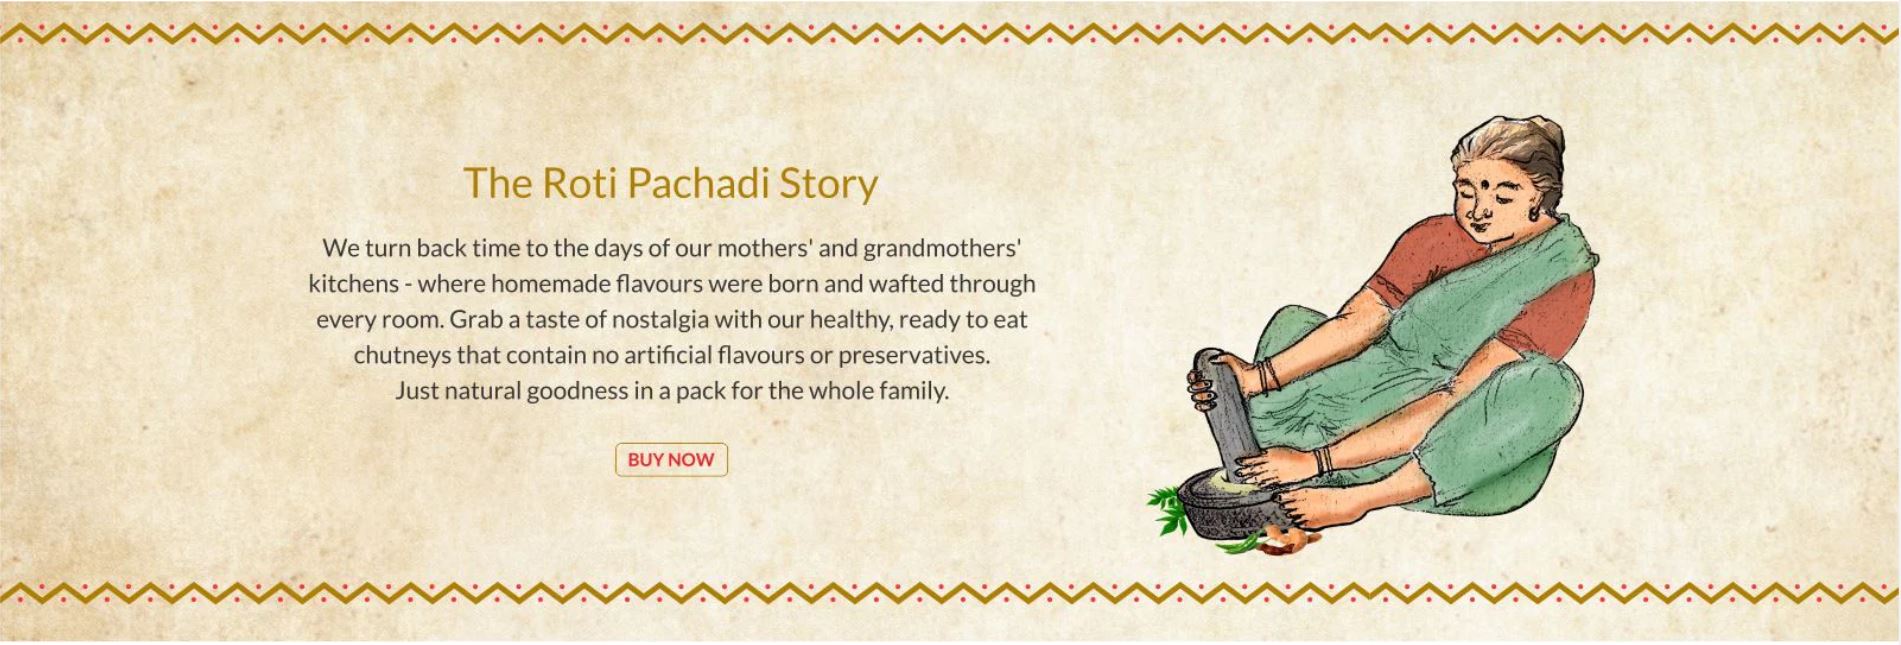 The Roti Pachadi Story
We turn back time to the days of our mothers' and grandmothers'
kitchens - where homemade flavours were born and wafted through
every room. Grab a taste of nostalgia with our healthy, ready to eat
chutneys that contain no artificial flavours or preservatives.
Just natural goodness in a pack for the whole family.
BUY NOW